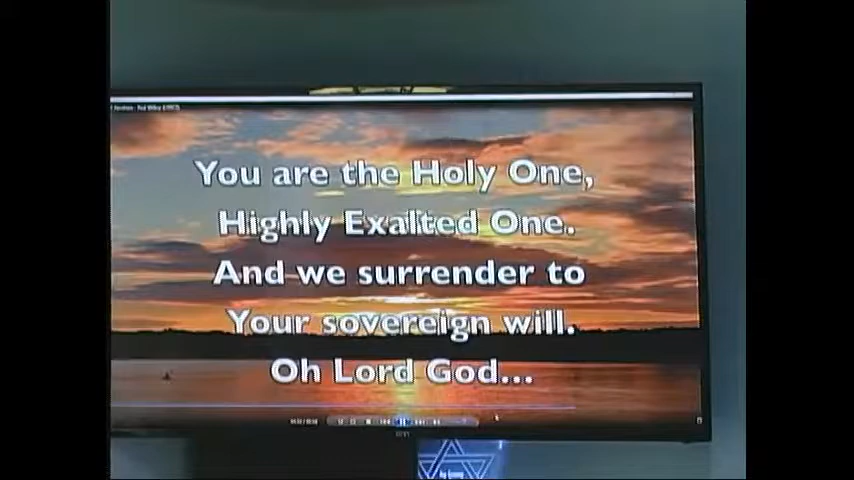 You are the Holy One,
Highly Exalted One.
And we surrender to
Your sovereign will.
Oh Lord God...